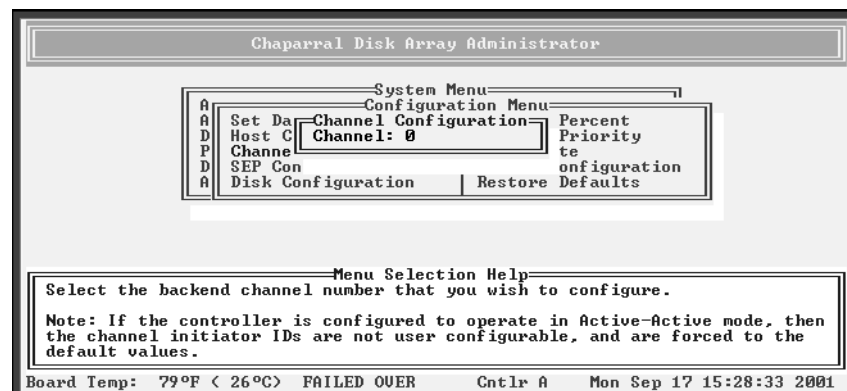 Chaparral Disk Array Administrator
System Menu
Configuration Menu
A
A Set Da Channel Configuration Percent
D Host C Channel: 0 Priority
P Channe te
D SEP Con onfiguration
A Disk Configuration | Restore Defaults
Menu Selection Help
Select the backend channel number that you wish to configure.
Note: If the controller is configured to operate in Active-Active mode, then
the channel initiator IDs are not user configurable, and are forced to the
default values.
Board Temp: 79ºF ( 26ºC) FAILED OVER Cntlr A Mon Sep 17 15:28:33 2001